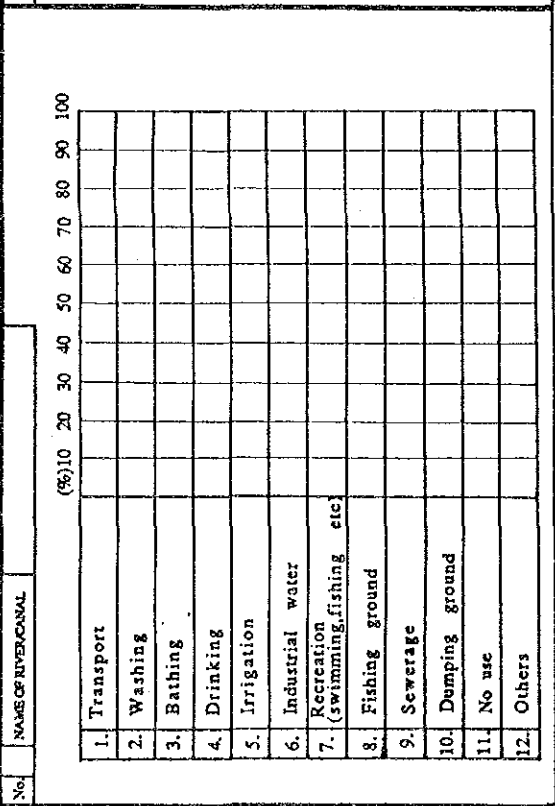 No. NAMES OF RIVER/CANAL
(%) 10 20 30 40 50 60 70 80 90 100
1. Transport
2. Washing
3. Bathing
4. Drinking
5. Irrigation
6. Industrial water
7. Recreation
(swimming,fishing etc)
8. Fishing ground
9. Sewerage
10. Dumping ground
11. No use
12. Others